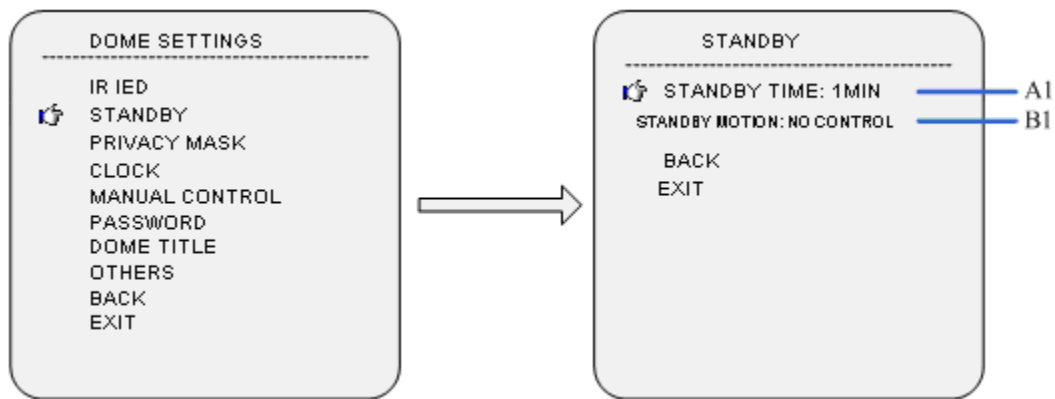 DOME SETTINGS
IR IED
STANDBY
PRIVACY MASK
CLOCK
MANUAL CONTROL
PASSWORD
DOME TITLE
OTHERS
BACK
EXIT
STANDBY
STANDBY TIME: 1MIN
A1
STANDBY MOTION: NO CONTROL
B1
BACK
EXIT